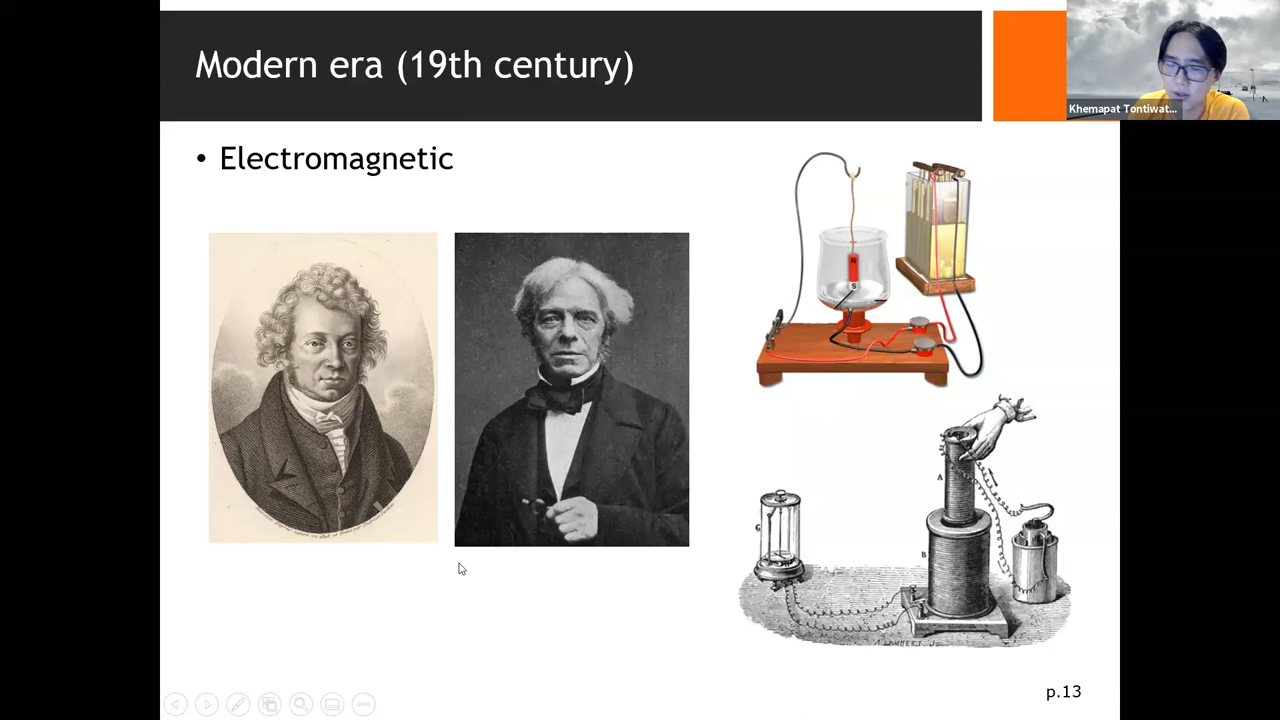 Modern era (19th century)
Khemapat Tontiwat...
• Electromagnetic
N
S
A
B
p.13